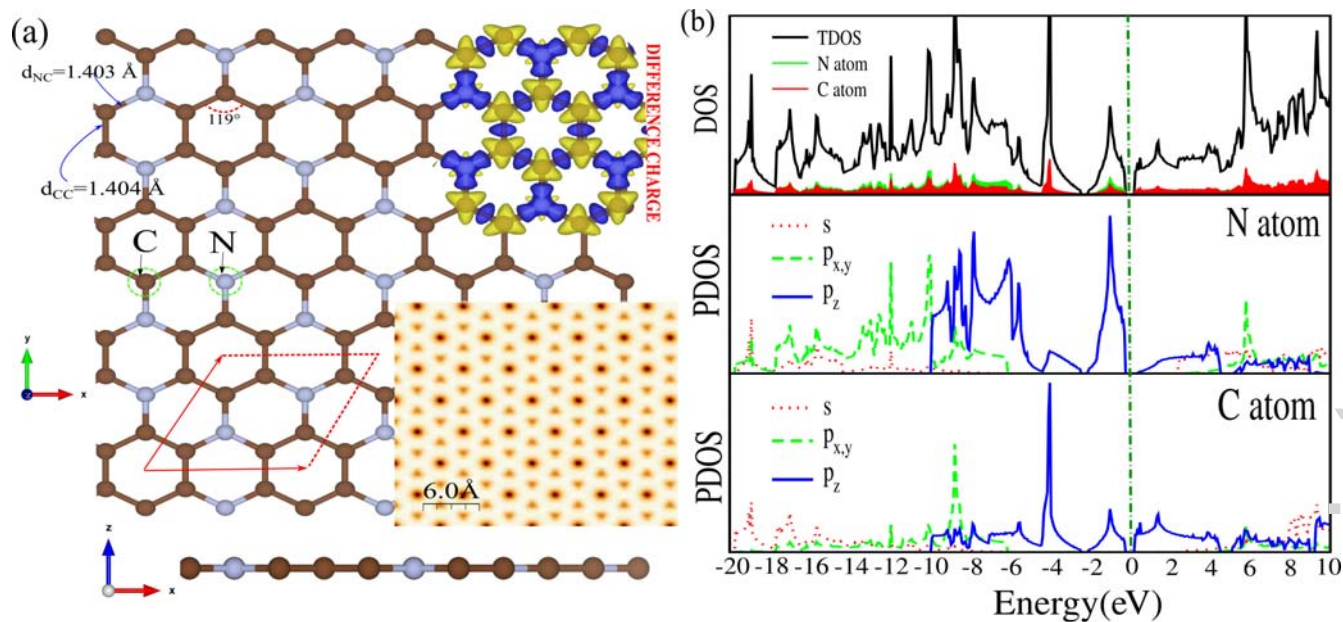 (a)
d_NC=1.403 Å
119°
d_CC=1.404 Å
C
N
DIFFERENCE CHARGE
y
z
x
6.0Å
z
x
(b)
DOS
TDOS
N atom
C atom
PDOS
s
p_x,y
p_z
N atom
PDOS
s
p_x,y
p_z
C atom
-20 -18 -16 -14 -12 -10 -8 -6 -4 -2 0 2 4 6 8 10
Energy(eV)